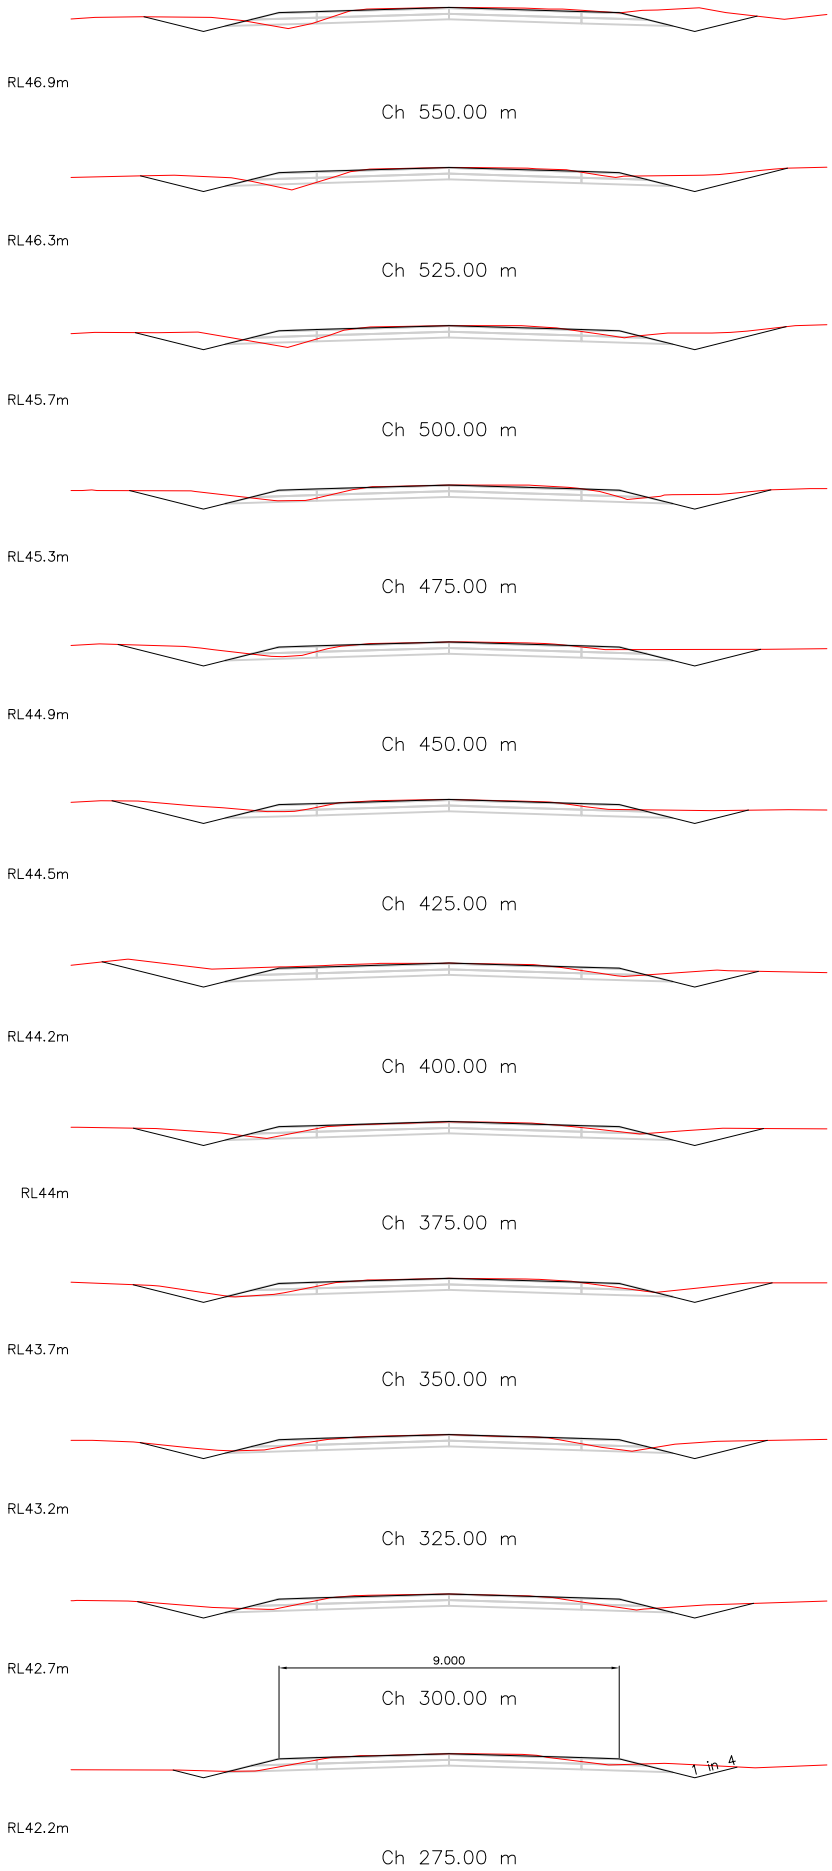 RL46.9m
Ch 550.00 m
RL46.3m
Ch 525.00 m
RL45.7m
Ch 500.00 m
RL45.3m
Ch 475.00 m
RL44.9m
Ch 450.00 m
RL44.5m
Ch 425.00 m
RL44.2m
Ch 400.00 m
RL44m
Ch 375.00 m
RL43.7m
Ch 350.00 m
RL43.2m
Ch 325.00 m
RL42.7m
9.000
Ch 300.00 m
1 in 4
RL42.2m
Ch 275.00 m